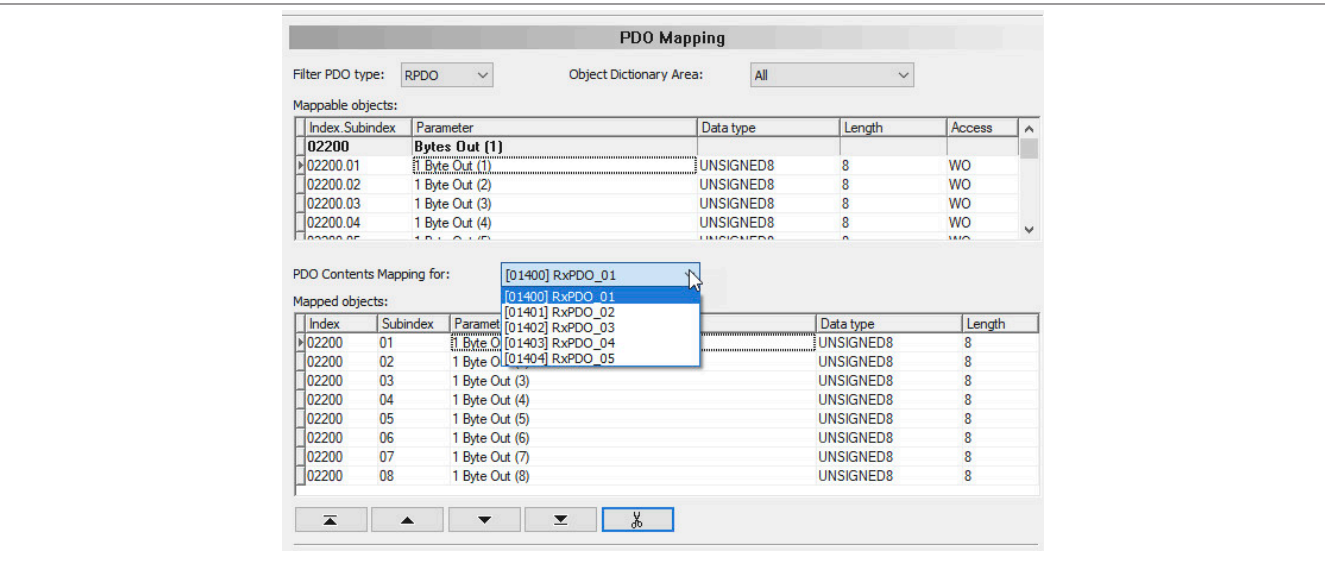 PDO Mapping
Filter PDO type: RPDO Object Dictionary Area: All
Mappable objects:
Index.Subindex Parameter Data type Length Access
02200 Bytes Out (1)
02200.01 1 Byte Out (1) UNSIGNED8 8 WO
02200.02 1 Byte Out (2) UNSIGNED8 8 WO
02200.03 1 Byte Out (3) UNSIGNED8 8 WO
02200.04 1 Byte Out (4) UNSIGNED8 8 WO
PDO Contents Mapping for: [01400] RxPDO_01
[01400] RxPDO_01
Mapped objects:
[01401] RxPDO_02
[01402] RxPDO_03
[01403] RxPDO_04
[01404] RxPDO_05
Index Subindex Paramet Data type Length
02200 01 1 Byte O UNSIGNED8 8
02200 02 1 Byte O UNSIGNED8 8
02200 03 1 Byte Out (3) UNSIGNED8 8
02200 04 1 Byte Out (4) UNSIGNED8 8
02200 05 1 Byte Out (5) UNSIGNED8 8
02200 06 1 Byte Out (6) UNSIGNED8 8
02200 07 1 Byte Out (7) UNSIGNED8 8
02200 08 1 Byte Out (8) UNSIGNED8 8